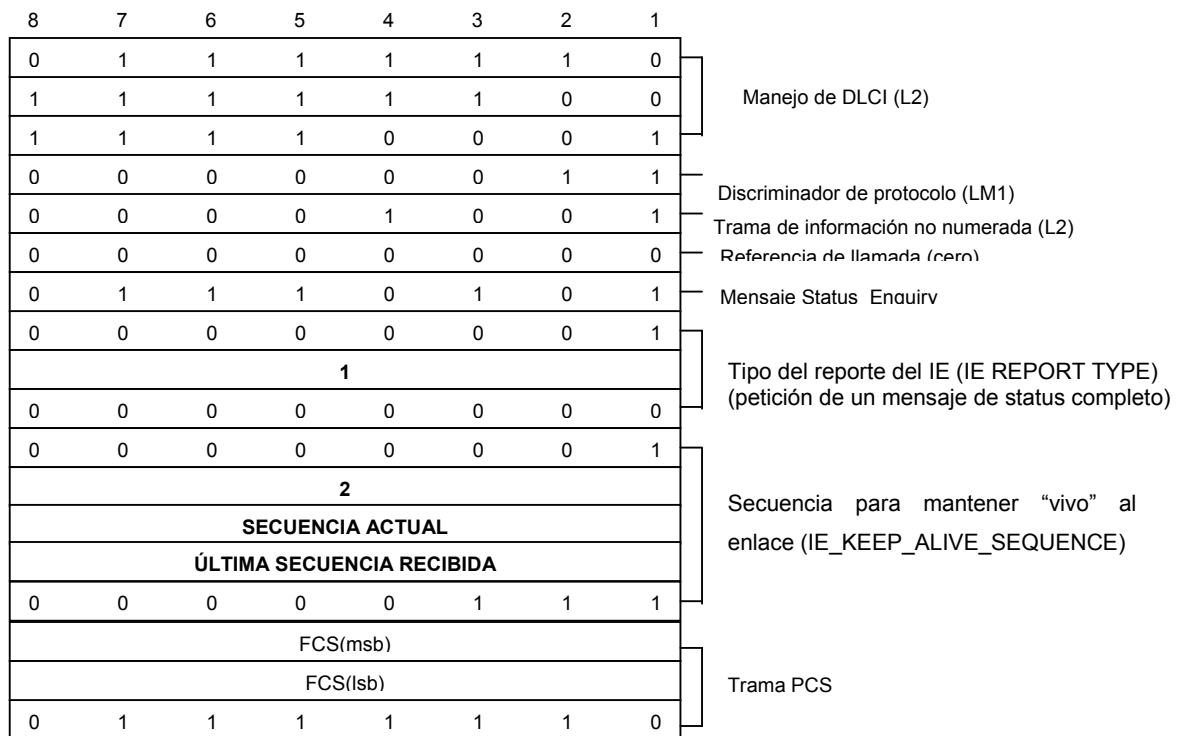 8 7 6 5 4 3 2 1
0 1 1 1 1 1 1 0
1 1 1 1 1 1 0 0
Manejo de DLCI (L2)
1 1 1 1 0 0 0 1
0 0 0 0 0 0 1 1
Discriminador de protocolo (LM1)
0 0 0 0 1 0 0 1
Trama de información no numerada (L2)
0 0 0 0 0 0 0 0
Referencia de llamada (cero)
0 1 1 1 0 1 0 1
Mensaje Status Enquiry
0 0 0 0 0 0 0 1
1
Tipo del reporte del IE (IE REPORT TYPE)
(petición de un mensaje de status completo)
0 0 0 0 0 0 0 0
0 0 0 0 0 0 0 1
2
SECUENCIA ACTUAL
Secuencia para mantener “vivo” al
enlace (IE_KEEP_ALIVE_SEQUENCE)
ÚLTIMA SECUENCIA RECIBIDA
0 0 0 0 0 1 1 1
FCS(msb)
FCS(lsb)
Trama PCS
0 1 1 1 1 1 1 0